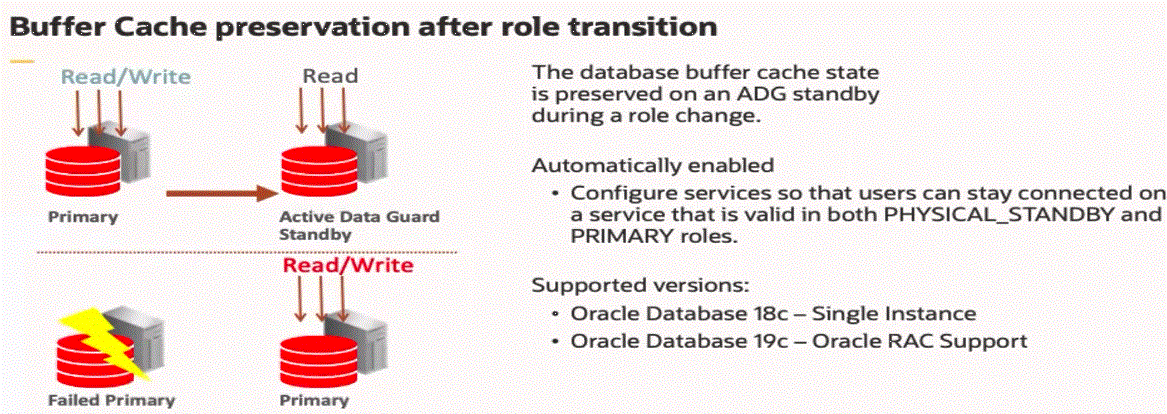 Buffer Cache preservation after role transition
Read/Write
Read
Primary
Active Data Guard
Standby
Read/Write
Failed Primary
Primary
The database buffer cache state
is preserved on an ADG standby
during a role change.
Automatically enabled
• Configure services so that users can stay connected on
a service that is valid in both PHYSICAL_STANDBY and
PRIMARY roles.
Supported versions:
• Oracle Database 18c – Single Instance
• Oracle Database 19c – Oracle RAC Support